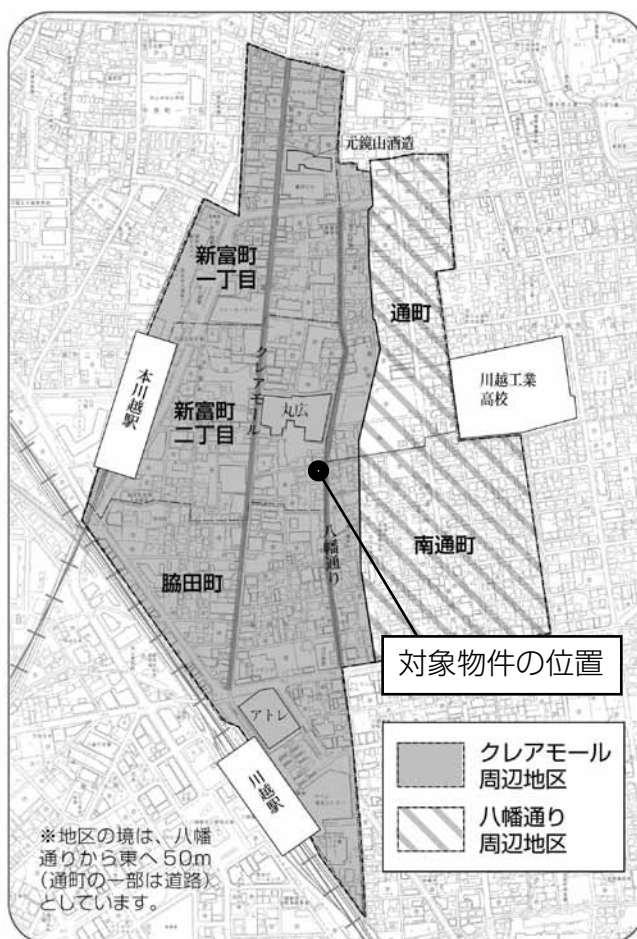 元鏡山酒造
新富町
一丁目
通町
川越工業
高校
本川越駅
クレアモール
新富町
二丁目
丸広
八幡通り
南通町
脇田町
対象物件の位置
アトレ
川越駅
クレアモール
周辺地区
八幡通り
周辺地区
※地区の境は、八幡
通りから東へ50m
(通町の一部は道路)
としています。